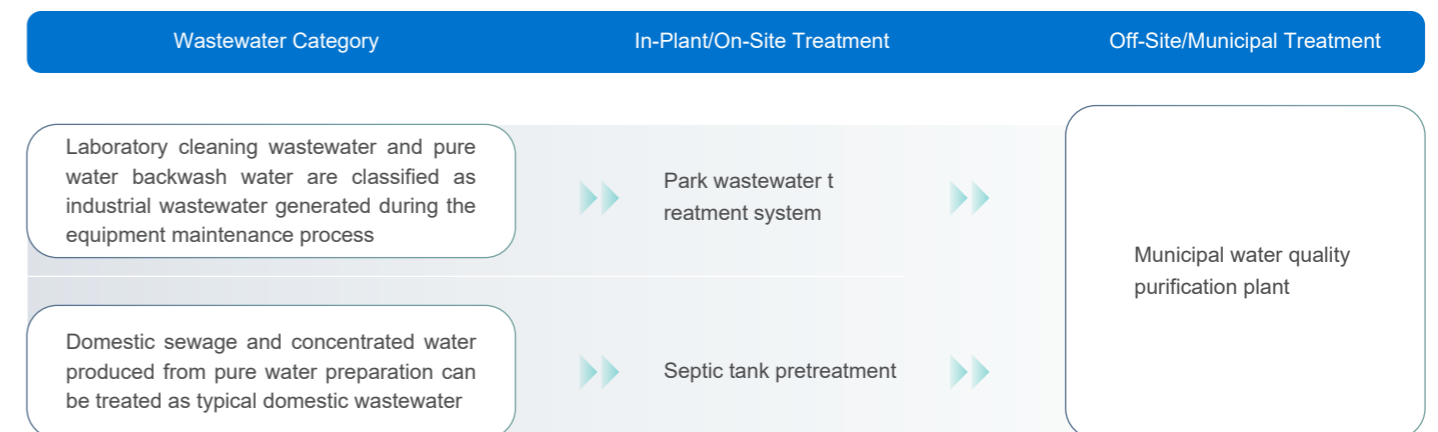 Wastewater Category
In-Plant/On-Site Treatment
Off-Site/Municipal Treatment
Laboratory cleaning wastewater and pure
water backwash water are classified as
industrial wastewater generated during the
equipment maintenance process
Park wastewater t
reatment system
Domestic sewage and concentrated water
produced from pure water preparation can
be treated as typical domestic wastewater
Septic tank pretreatment
Municipal water quality
purification plant